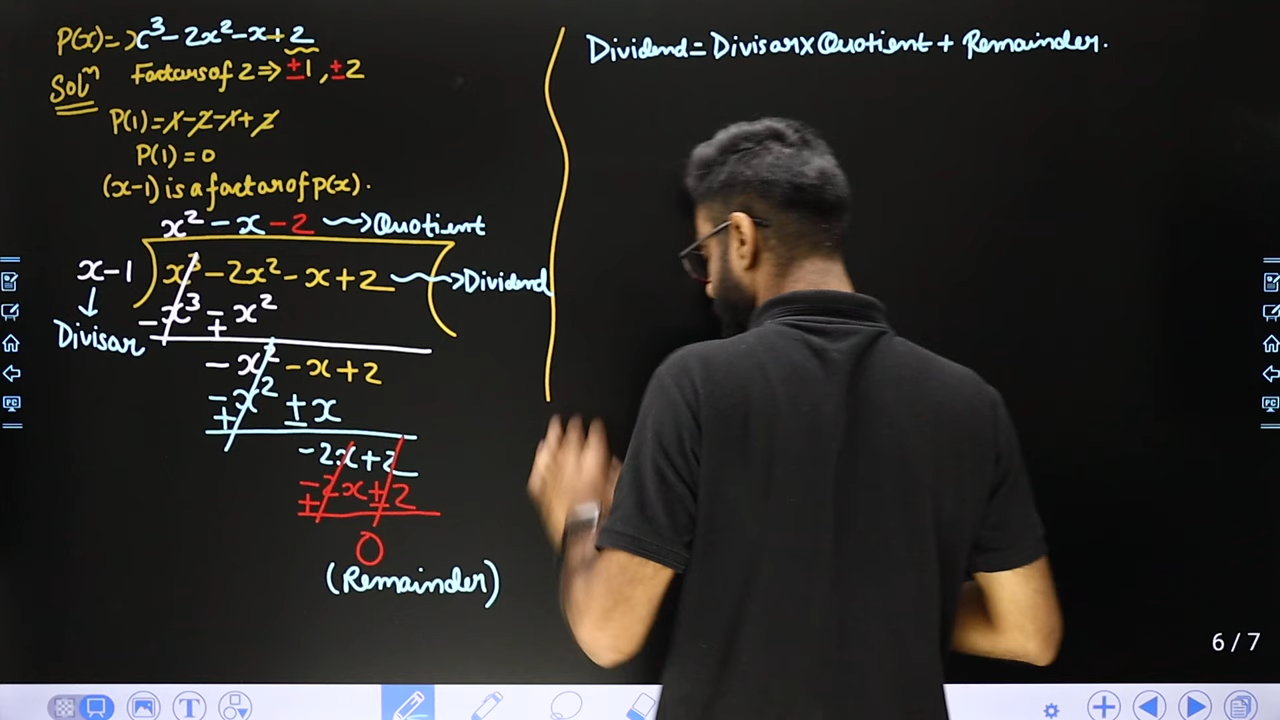 P(x)=x³-2x²-x+2
Solⁿ Factors of 2 ⇒ ±1, ±2
P(1)=1-2-1+2
P(1)=0
(x-1) is a factor of p(x).
x²-x-2 → Quotient
x-1 ) x³-2x²-x+2 → Dividend
Divisor
-x³ ∓ x²
+
-x²-x+2
-x² ± x
+
-2x+2
-2x±2
+
0
(Remainder)
Dividend = Divisor x Quotient + Remainder.
T
PC
PC
6 / 7